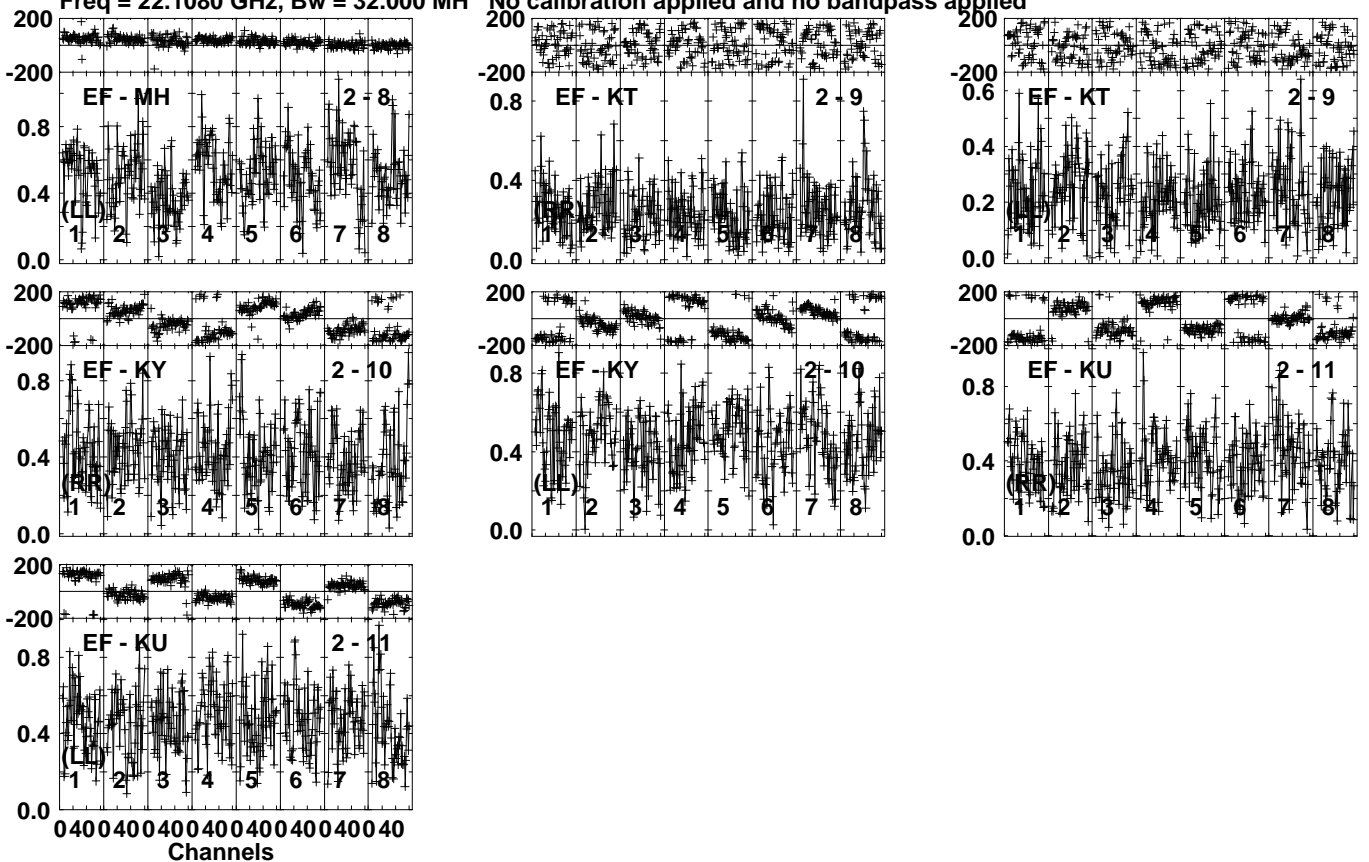 Freq = 22.1080 GHz, Bw = 32.000 MH No calibration applied and no bandpass applied
-200
EF - MH 2 - 8
0.8
0.4
(LL)
1 2 3 4 5 6 7 8
0.0
200
-200
EF - KT 2 - 9
0.8
0.4
(RR)
1 2 3 4 5 6 7 8
0.0
200
-200
0.6
EF - KT 2 - 9
0.4
0.2
(LL)
1 2 3 4 5 6 7 8
0.0
200
-200
EF - KY 2 - 10
0.8
0.4
(RR)
1 2 3 4 5 6 7 8
0.0
200
-200
EF - KY 2 - 10
0.8
0.4
(LL)
1 2 3 4 5 6 7 8
0.0
200
-200
EF - KU 2 - 11
0.8
0.4
(RR)
1 2 3 4 5 6 7 8
0.0
200
-200
EF - KU 2 - 11
0.8
0.4
(LL)
1 2 3 4 5 6 7 8
0.0
0 40 0 40 0 40 0 40 0 40 0 40 0 40 0 40
Channels